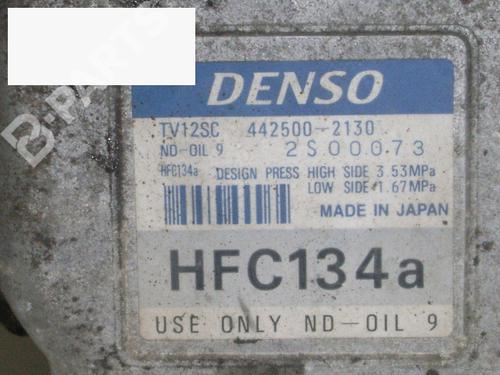 DENSO
TV12SC 442500-2130
ND-OIL 9 2S00073
HFC134a DESIGN PRESS HIGH SIDE 3.53MPa
LOW SIDE 1.67MPa
MADE IN JAPAN
HFC134a
USE ONLY ND-OIL 9
B-PARTS